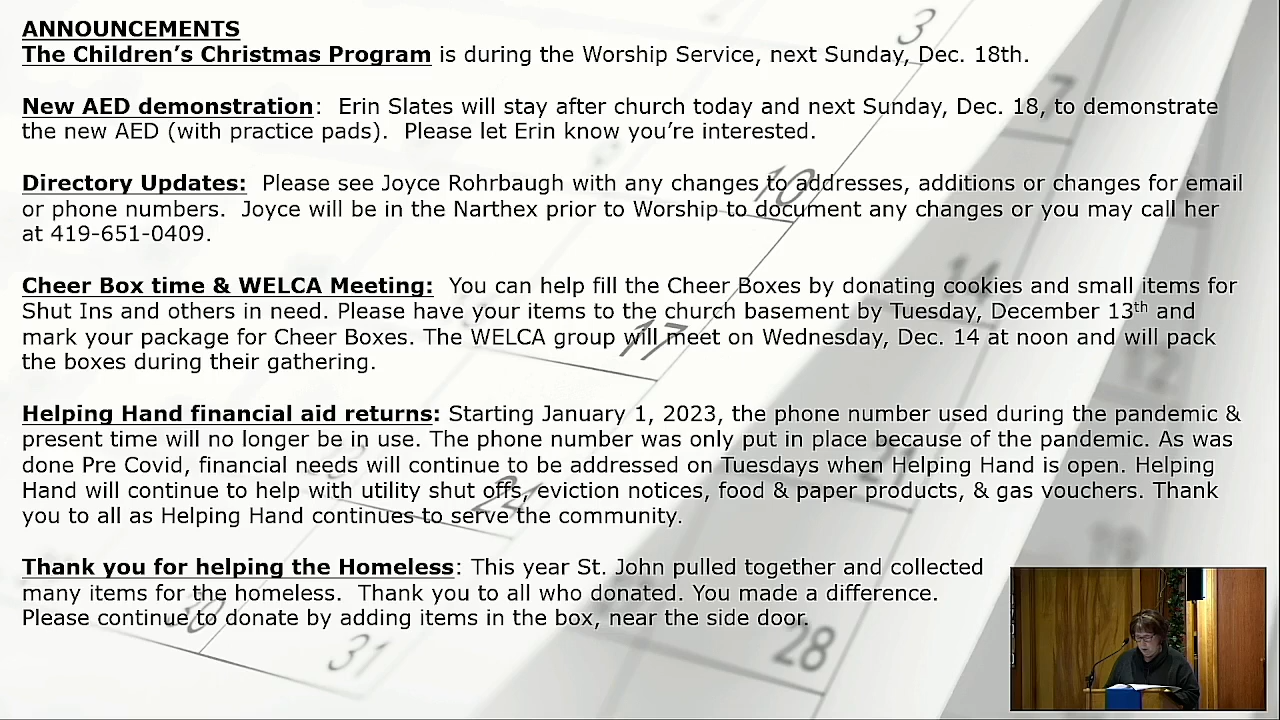 ANNOUNCEMENTS
The Children’s Christmas Program is during the Worship Service, next Sunday, Dec. 18th.
New AED demonstration:  Erin Slates will stay after church today and next Sunday, Dec. 18, to demonstrate
the new AED (with practice pads).  Please let Erin know you’re interested.
Directory Updates:  Please see Joyce Rohrbaugh with any changes to addresses, additions or changes for email
or phone numbers.  Joyce will be in the Narthex prior to Worship to document any changes or you may call her
at 419-651-0409.
Cheer Box time & WELCA Meeting:  You can help fill the Cheer Boxes by donating cookies and small items for
Shut Ins and others in need. Please have your items to the church basement by Tuesday, December 13th and
mark your package for Cheer Boxes. The WELCA group will meet on Wednesday, Dec. 14 at noon and will pack
the boxes during their gathering.
Helping Hand financial aid returns: Starting January 1, 2023, the phone number used during the pandemic &
present time will no longer be in use. The phone number was only put in place because of the pandemic. As was
done Pre Covid, financial needs will continue to be addressed on Tuesdays when Helping Hand is open. Helping
Hand will continue to help with utility shut offs, eviction notices, food & paper products, & gas vouchers. Thank
you to all as Helping Hand continues to serve the community.
Thank you for helping the Homeless: This year St. John pulled together and collected
many items for the homeless.  Thank you to all who donated. You made a difference.
Please continue to donate by adding items in the box, near the side door.
3
7
10
14
17
12
21
24
30
31
28